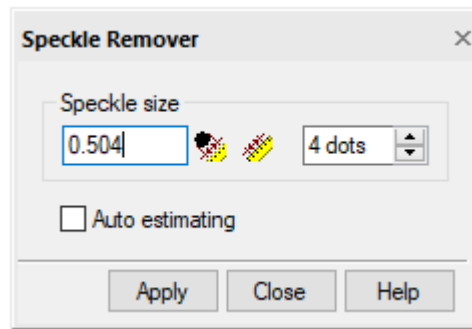 Speckle Remover
Speckle size
0.504
4 dots
Auto estimating
Apply Close Help